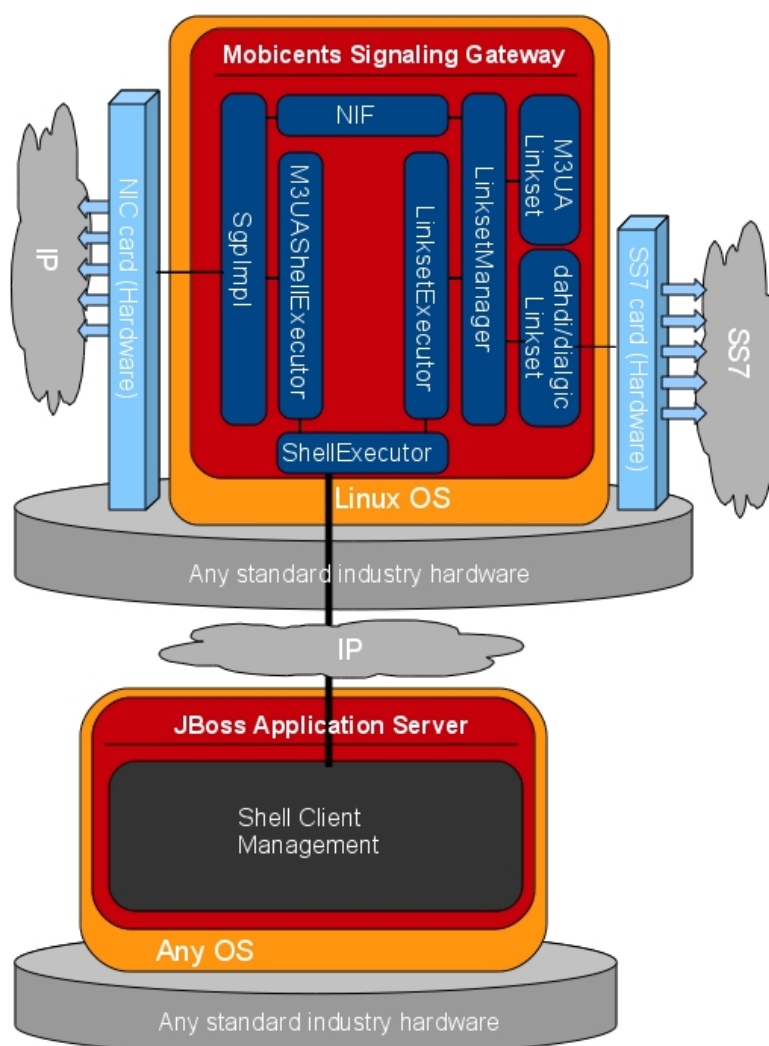 Mobicents Signaling Gateway
NIF
SgpImpl
M3UAShellExecutor
LinksetExecutor
LinksetManager
M3UA
Linkset
dahdi/dialgic
Linkset
ShellExecutor
Linux OS
NIC card (Hardware)
IP
SS7 card (Hardware)
SS7
Any standard industry hardware
IP
JBoss Application Server
Shell Client
Management
Any OS
Any standard industry hardware